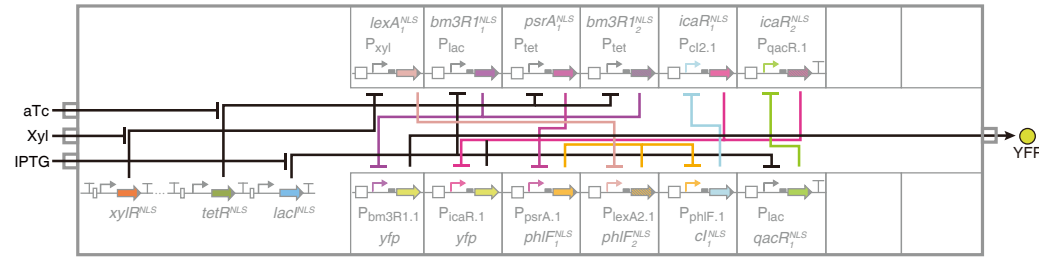 lexA₁ᴺᴸˢ bm3R1₁ᴺᴸˢ psrA₁ᴺᴸˢ bm3R1₂ᴺᴸˢ icaR₁ᴺᴸˢ icaR₂ᴺᴸˢ
Pxyl Plac Ptet Ptet PcI2.1 PqacR.1
aTc
Xyl
IPTG
YFP
xylRᴺᴸˢ tetRᴺᴸˢ lacIᴺᴸˢ
Pbm3R1.1 PicaR.1 PpsrA.1 PlexA2.1 PphlF.1 Plac
yfp yfp phlF₁ᴺᴸˢ phlF₂ᴺᴸˢ cI₁ᴺᴸˢ qacR₁ᴺᴸˢ